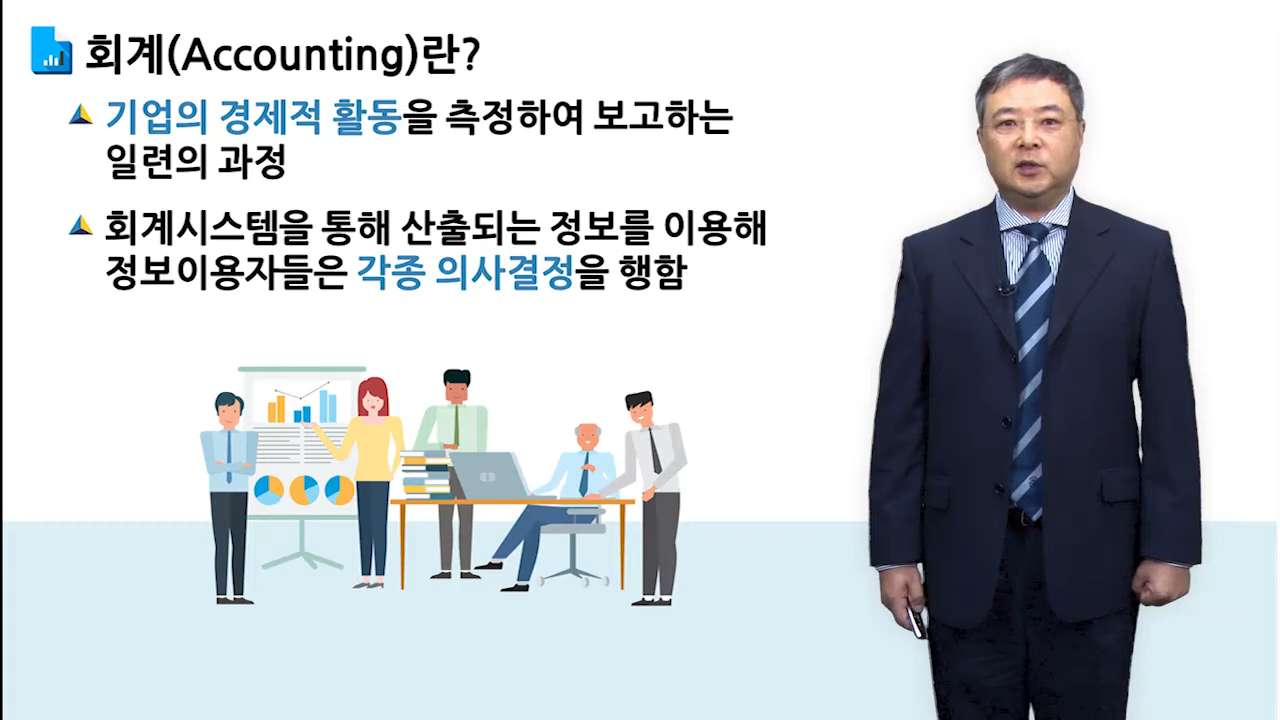 회계(Accounting)란?
기업의 경제적 활동을 측정하여 보고하는
일련의 과정
회계시스템을 통해 산출되는 정보를 이용해
정보이용자들은 각종 의사결정을 행함